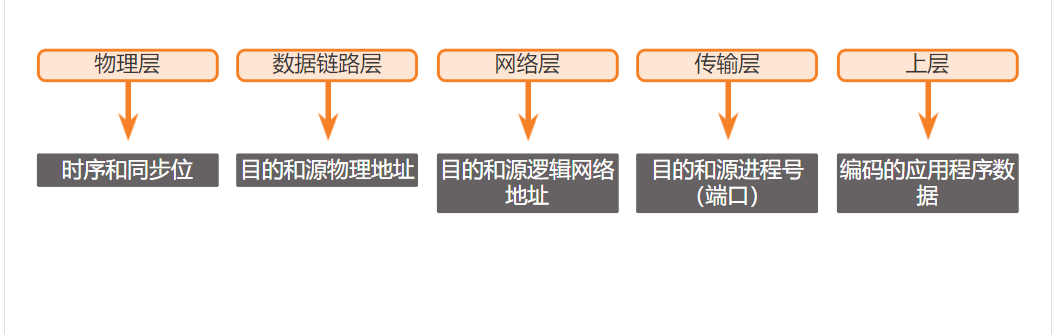 物理层
数据链路层
网络层
传输层
上层
时序和同步位
目的和源物理地址
目的和源逻辑网络
地址
目的和源进程号
（端口）
编码的应用程序数
据